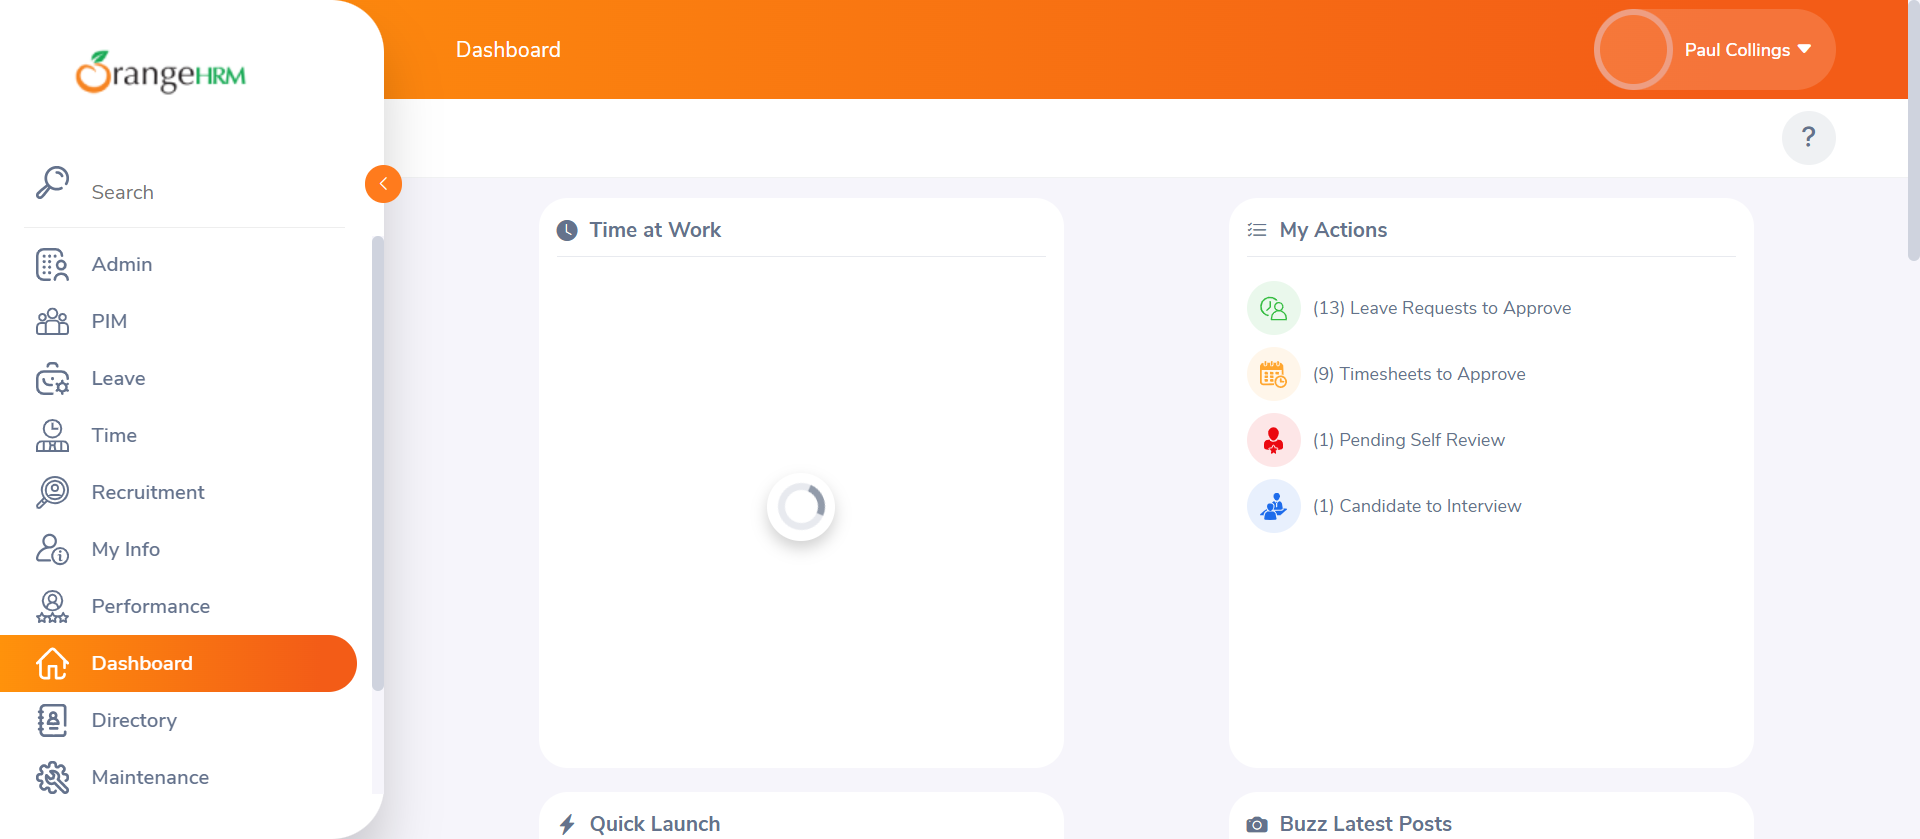 OrangeHRM
Search
Admin
PIM
Leave
Time
Recruitment
My Info
Performance
Dashboard
Directory
Maintenance
Dashboard
Paul Collings
?
Time at Work
My Actions
(13) Leave Requests to Approve
(9) Timesheets to Approve
(1) Pending Self Review
(1) Candidate to Interview
Quick Launch
Buzz Latest Posts